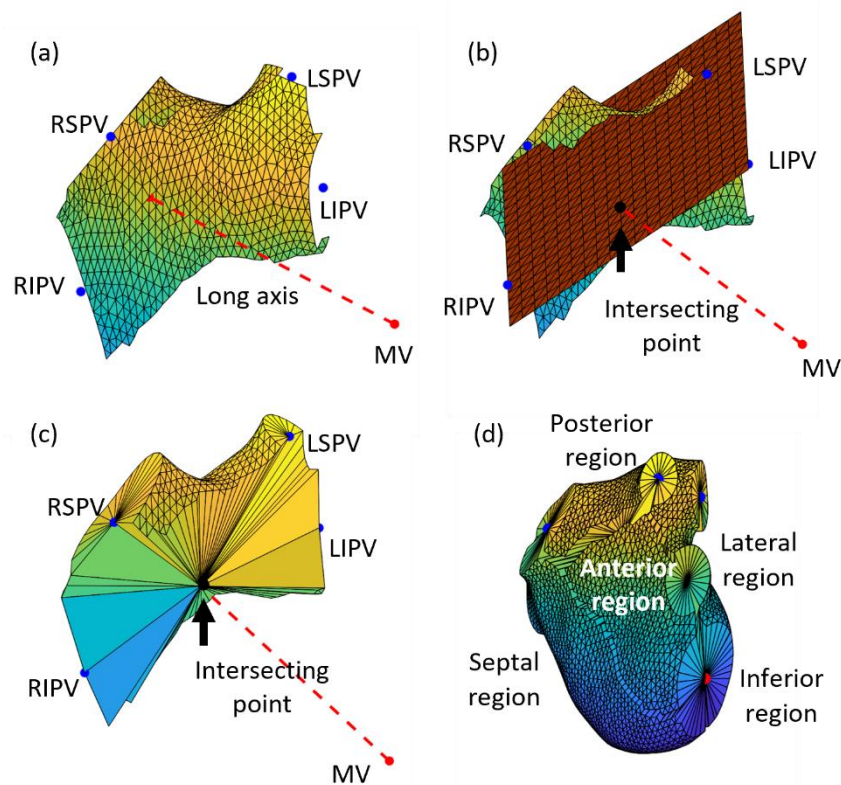 (a)
LSPV
RSPV
LIPV
RIPV
Long axis
MV
(b)
LSPV
RSPV
LIPV
RIPV
Intersecting
point
MV
(c)
LSPV
RSPV
LIPV
RIPV
Intersecting
point
MV
(d)
Posterior
region
Lateral
region
Anterior
region
Septal
region
Inferior
region